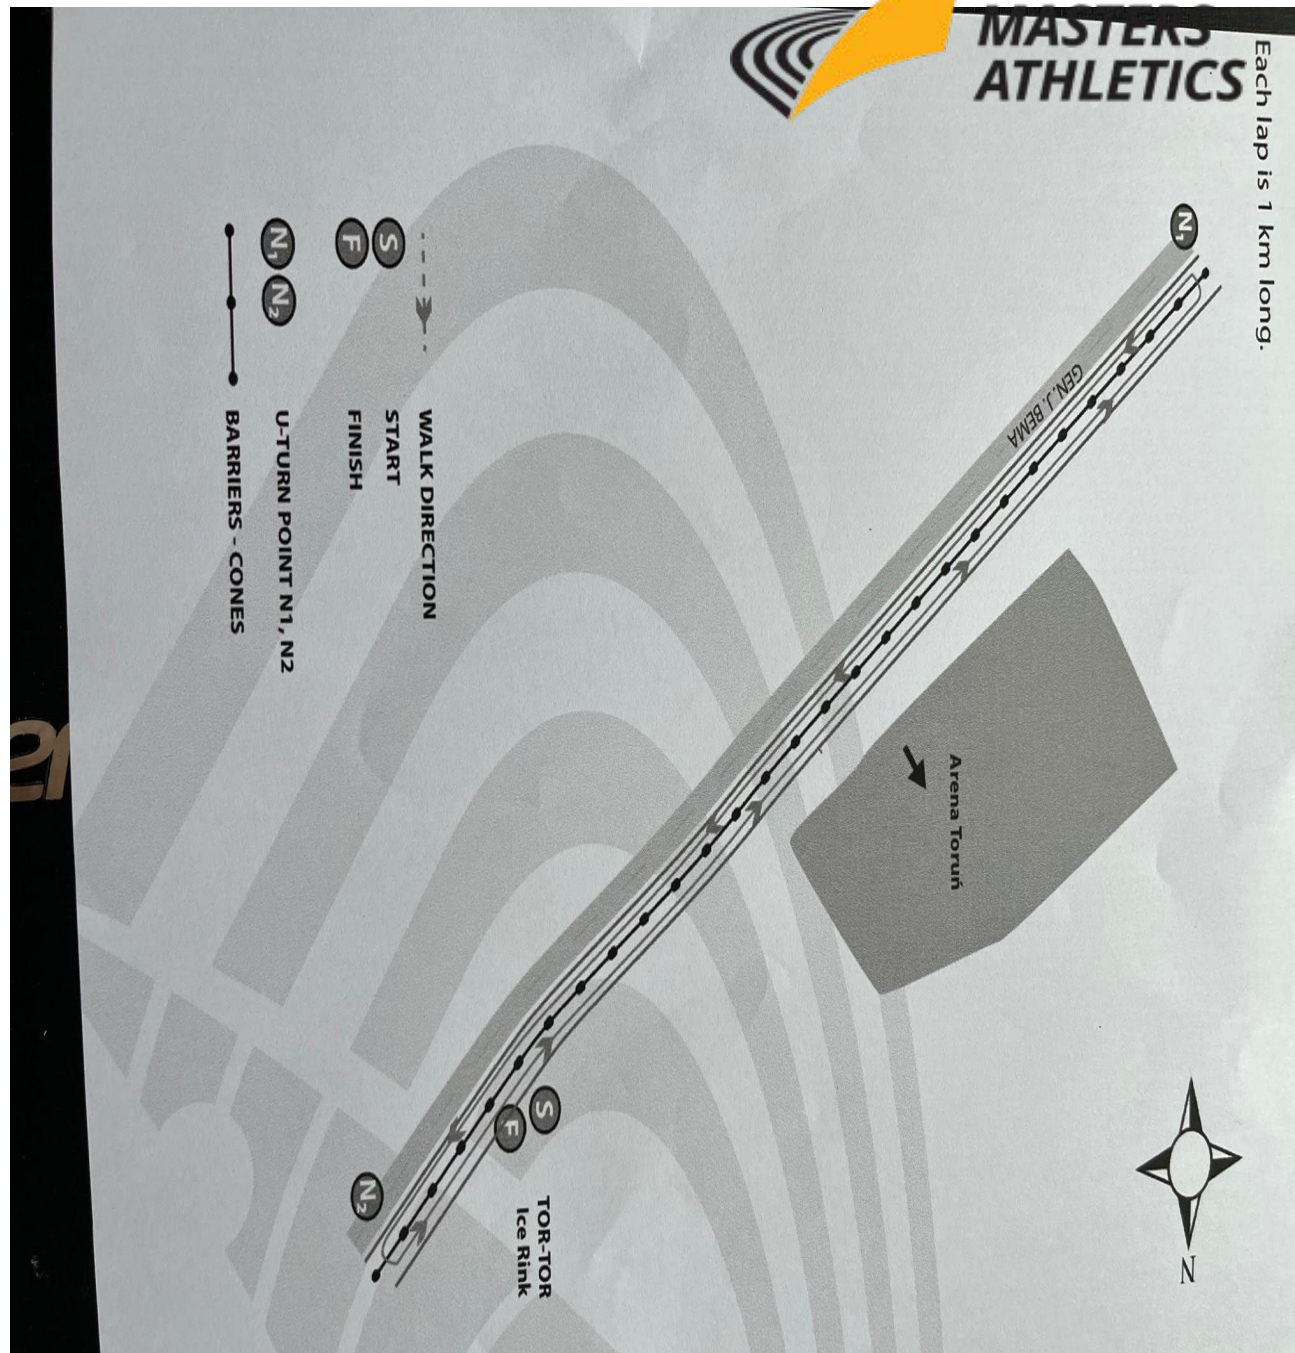 MASTERS
ATHLETICS
Each lap is 1 km long.
N₁
GEN. J. BEMA
Arena Toruń
S
F
N₂
TOR-TOR
Ice Rink
N
WALK DIRECTION
S START
F FINISH
N₁ N₂ U-TURN POINT N1, N2
BARRIERS - CONES